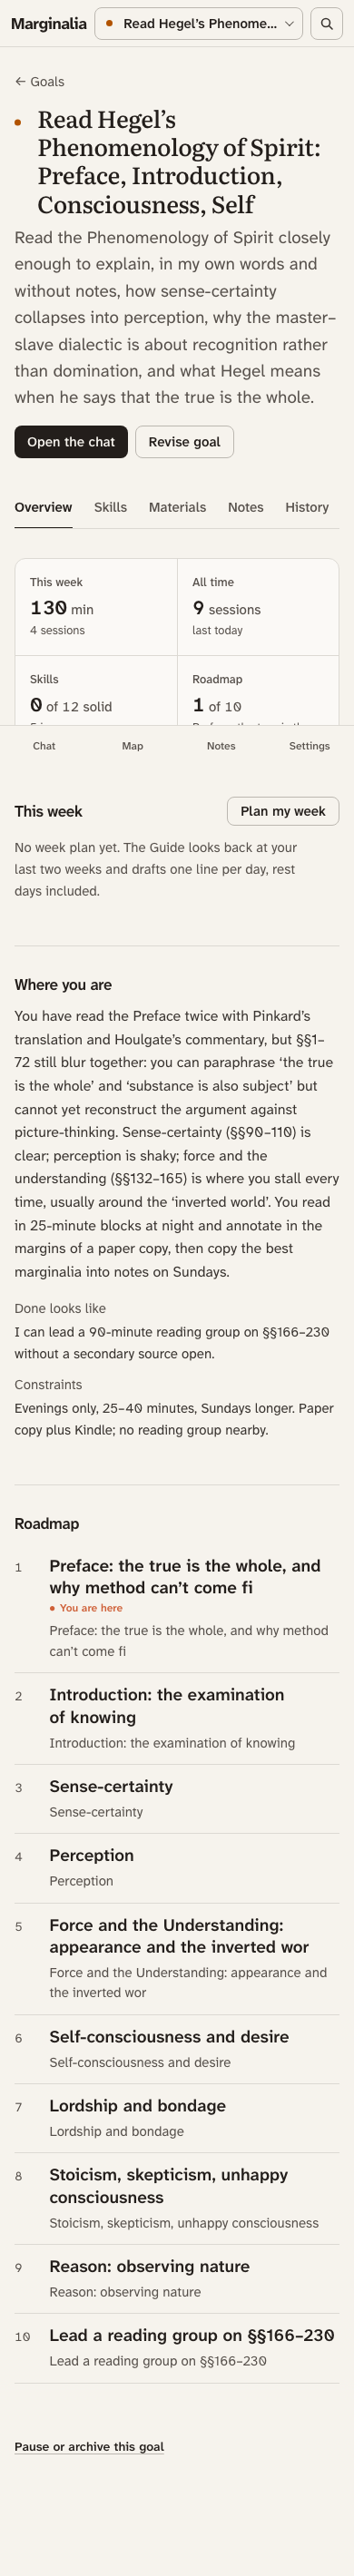 Marginalia
Read Hegel's Phenome...
← Goals
Read Hegel's
Phenomenology of Spirit:
Preface, Introduction,
Consciousness, Self
Read the Phenomenology of Spirit closely
enough to explain, in my own words and
without notes, how sense-certainty
collapses into perception, why the master–
slave dialectic is about recognition rather
than domination, and what Hegel means
when he says that the true is the whole.
Open the chat
Revise goal
Overview
Skills
Materials
Notes
History
This week
130 min
4 sessions
All time
9 sessions
last today
Skills
0 of 12 solid
Roadmap
1 of 10
Chat
Map
Notes
Settings
This week
Plan my week
No week plan yet. The Guide looks back at your
last two weeks and drafts one line per day, rest
days included.
Where you are
You have read the Preface twice with Pinkard's
translation and Houlgate's commentary, but §§1–
72 still blur together: you can paraphrase ‘the true
is the whole’ and ‘substance is also subject’ but
cannot yet reconstruct the argument against
picture-thinking. Sense-certainty (§§90–110) is
clear; perception is shaky; force and the
understanding (§§132–165) is where you stall every
time, usually around the ‘inverted world’. You read
in 25-minute blocks at night and annotate in the
margins of a paper copy, then copy the best
marginalia into notes on Sundays.
Done looks like
I can lead a 90-minute reading group on §§166–230
without a secondary source open.
Constraints
Evenings only, 25–40 minutes, Sundays longer. Paper
copy plus Kindle; no reading group nearby.
Roadmap
1
Preface: the true is the whole, and
why method can’t come fi
You are here
Preface: the true is the whole, and why method
can’t come fi
2
Introduction: the examination
of knowing
Introduction: the examination of knowing
3
Sense-certainty
Sense-certainty
4
Perception
Perception
5
Force and the Understanding:
appearance and the inverted wor
Force and the Understanding: appearance and
the inverted wor
6
Self-consciousness and desire
Self-consciousness and desire
7
Lordship and bondage
Lordship and bondage
8
Stoicism, skepticism, unhappy
consciousness
Stoicism, skepticism, unhappy consciousness
9
Reason: observing nature
Reason: observing nature
10
Lead a reading group on §§166–230
Lead a reading group on §§166–230
Pause or archive this goal